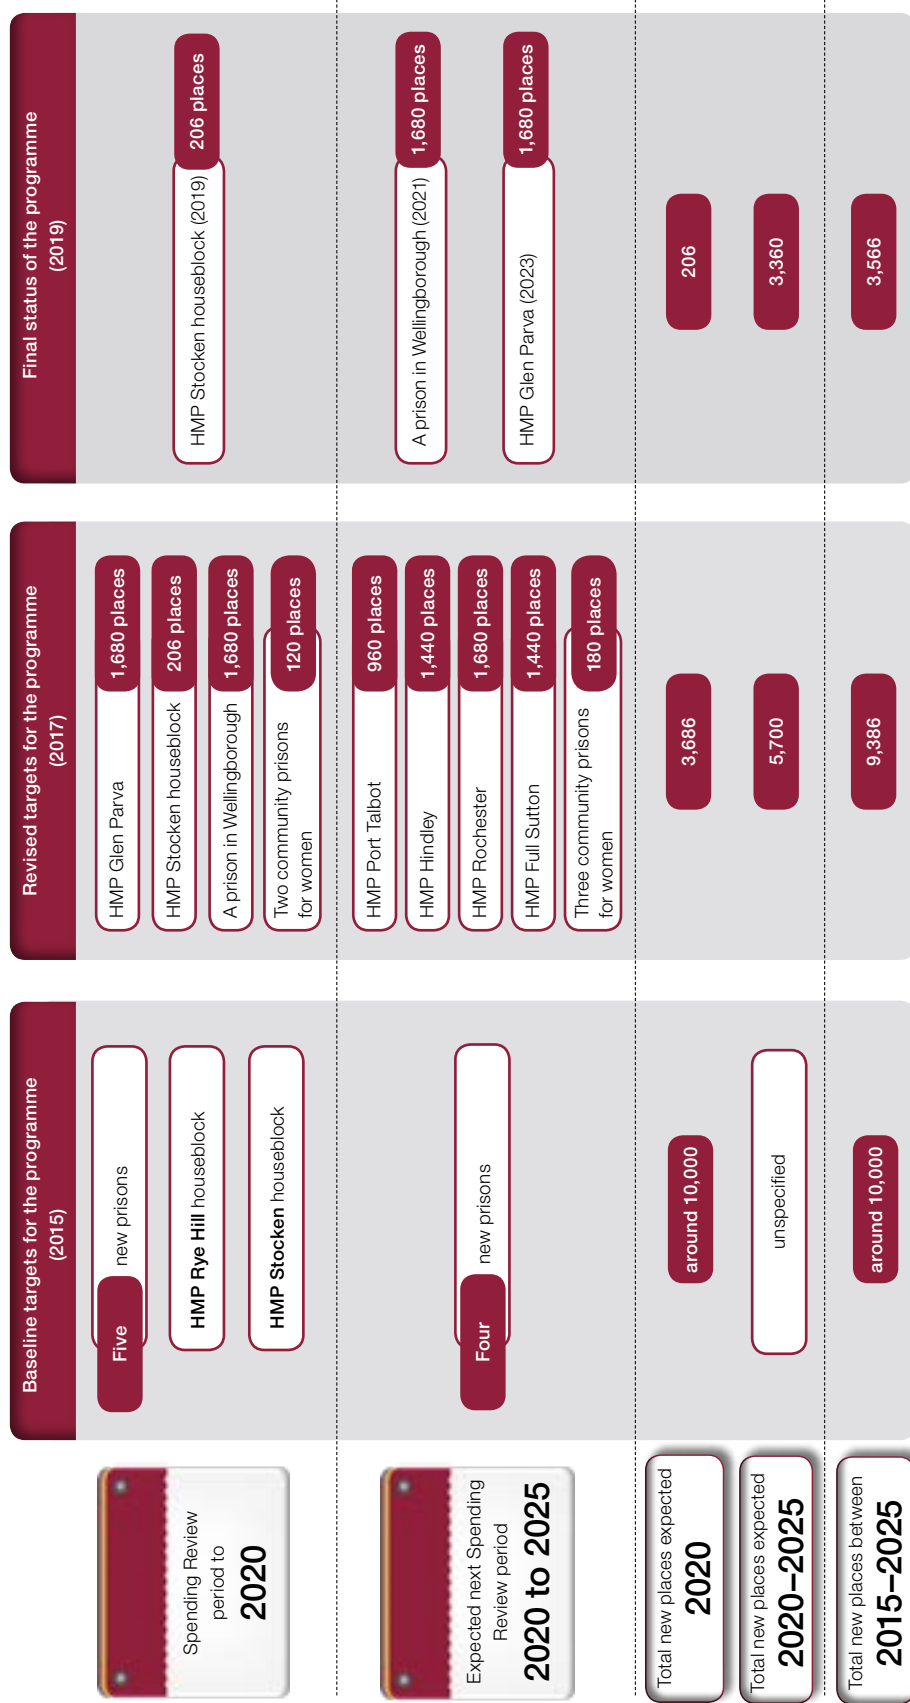 Baseline targets for the programme
(2015)
Revised targets for the programme
(2017)
Final status of the programme
(2019)
Spending Review
period to
2020
Five new prisons
HMP Rye Hill houseblock
HMP Stocken houseblock
HMP Glen Parva 1,680 places
HMP Stocken houseblock 206 places
A prison in Wellingborough 1,680 places
Two community prisons
for women
120 places
HMP Stocken houseblock (2019) 206 places
Expected next Spending
Review period
2020 to 2025
Four new prisons
HMP Port Talbot 960 places
HMP Hindley 1,440 places
HMP Rochester 1,680 places
HMP Full Sutton 1,440 places
Three community prisons
for women
180 places
A prison in Wellingborough (2021) 1,680 places
HMP Glen Parva (2023) 1,680 places
Total new places expected
2020
around 10,000
3,686
206
Total new places expected
2020–2025
unspecified
5,700
3,360
Total new places between
2015–2025
around 10,000
9,386
3,566